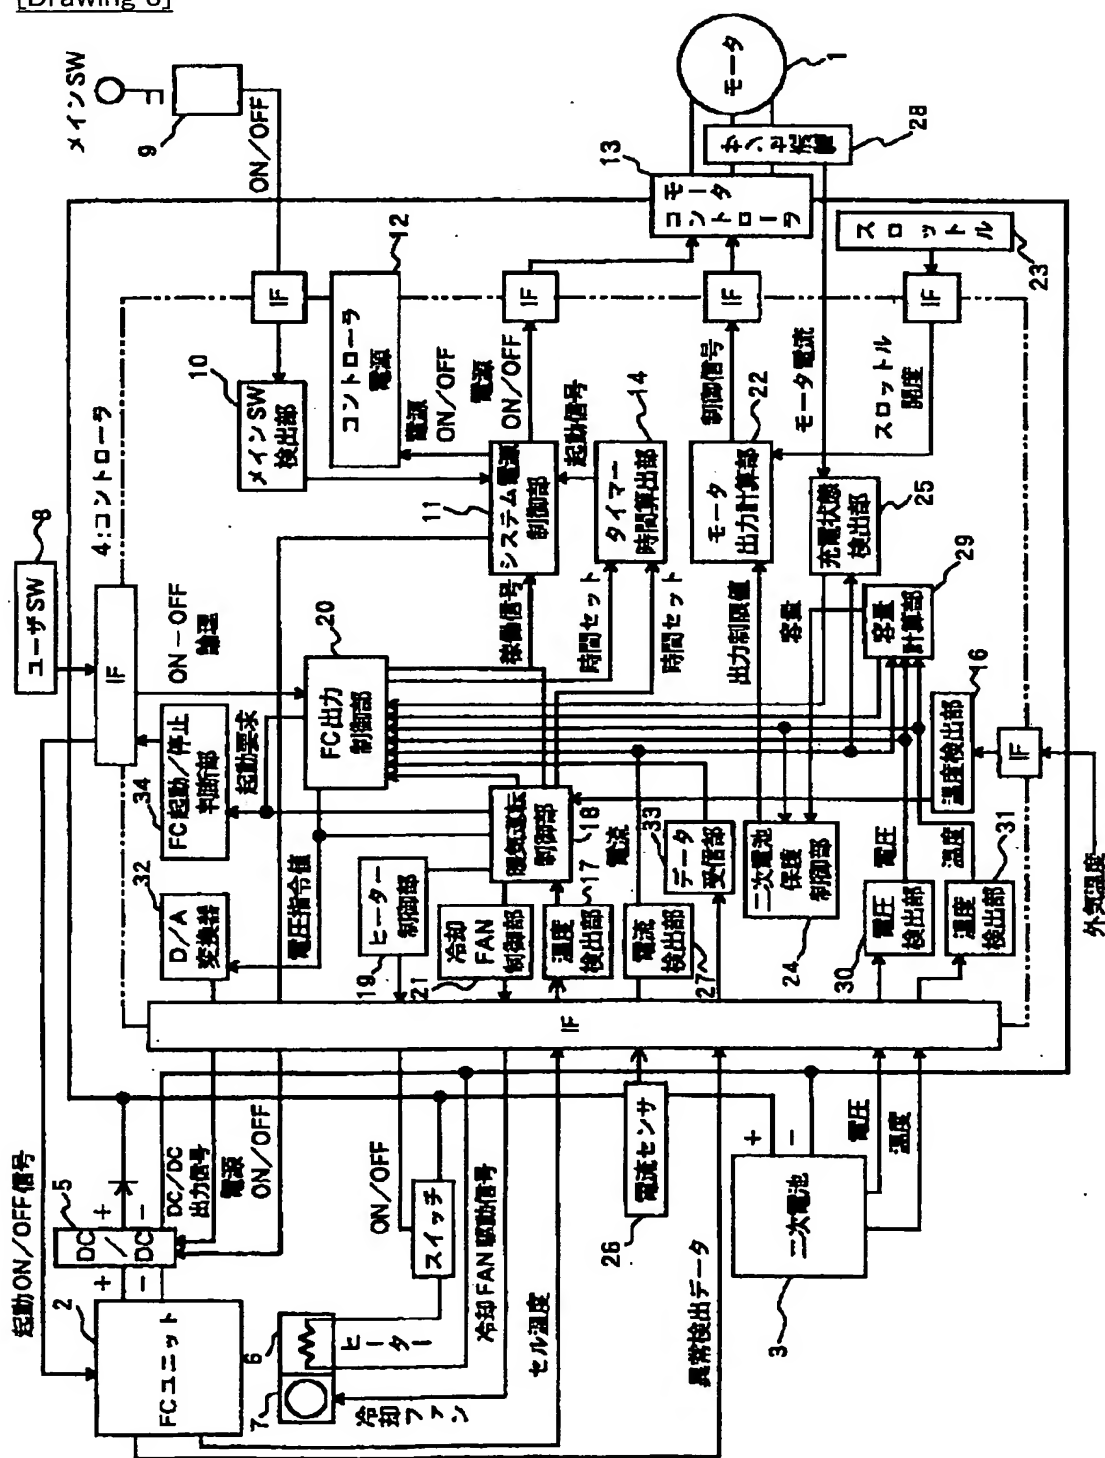 [Drawing 3]
メインSW
9
ON/OFF
モータ
1
28
13
モータ
コントローラ
スロットル
23
IF
12
コントローラ
電源
10
メインSW
検出部
電源
ON/OFF
電源
ON/OFF
IF
IF
制御信号
モータ電流
IF
スロットル
開度
8
ユーザSW
4:コントローラ
IF
ON-OFF
論理
11
システム電源
制御部
起動信号
14
タイマー
時間算出部
22
モータ
出力計算部
25
充電状態
検出部
20
FC出力
制御部
稼働信号
時間セット
時間セット
出力制限値
容量
29
容量
計算部
34
FC起動/停止
判断部
起動要求
32
D/A
変換器
電圧指令値
19
ヒーター
制御部
21
冷却
FAN
制御部
暖気運転
制御部
18
17
温度
検出部
電流
電流
検出部
27
33
データ
受信部
二次電池
保護
制御部
24
16
温度検出部
IF
外気温度
電圧
30
電圧
検出部
温度
31
温度
検出部
IF
起動ON/OFF信号
2
FCユニット
5
DC/DC
+
-
+
-
DC/DC
出力信号
電源
ON/OFF
ON/OFF
スイッチ
6
ヒーター
7
冷却ファン
冷却FAN駆動信号
セル温度
電流センサ
26
異常検出データ
二次電池
3
+
-
電圧
温度